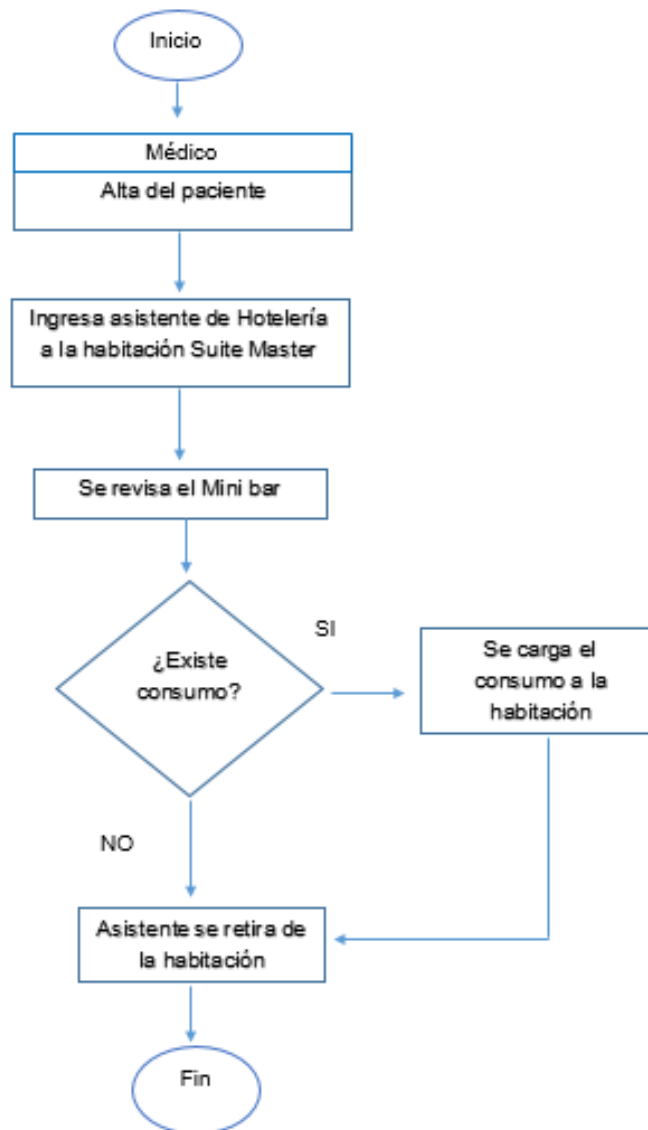 Inicio
Médico
Alta del paciente
Ingresa asistente de Hotelería
a la habitación Suite Master
Se revisa el Mini bar
¿Existe
consumo?
SI
Se carga el
consumo a la
habitación
NO
Asistente se retira de
la habitación
Fin